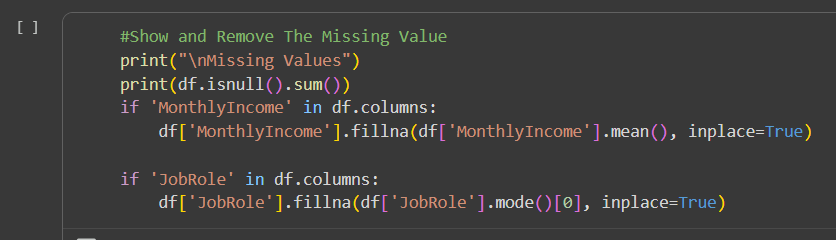 [ ]
#Show and Remove The Missing Value
print("\nMissing Values")
print(df.isnull().sum())
if 'MonthlyIncome' in df.columns:
    df['MonthlyIncome'].fillna(df['MonthlyIncome'].mean(), inplace=True)
if 'JobRole' in df.columns:
    df['JobRole'].fillna(df['JobRole'].mode()[0], inplace=True)